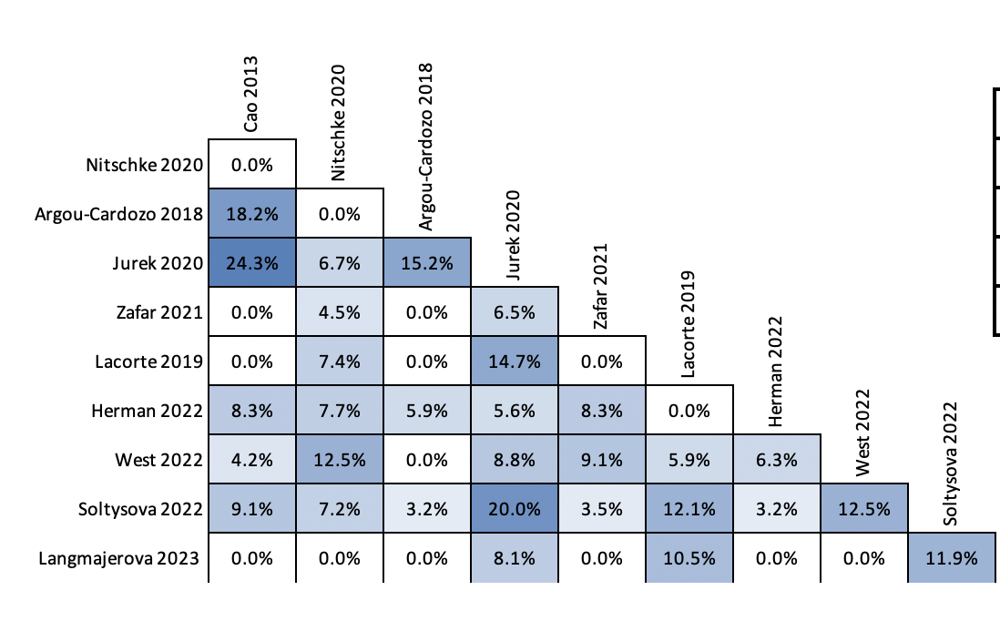 Cao 2013
Nitschke 2020
Argou-Cardozo 2018
Jurek 2020
Zafar 2021
Lacorte 2019
Herman 2022
West 2022
Soltysova 2022
Nitschke 2020 0.0%
Argou-Cardozo 2018 18.2% 0.0%
Jurek 2020 24.3% 6.7% 15.2%
Zafar 2021 0.0% 4.5% 0.0% 6.5%
Lacorte 2019 0.0% 7.4% 0.0% 14.7% 0.0%
Herman 2022 8.3% 7.7% 5.9% 5.6% 8.3% 0.0%
West 2022 4.2% 12.5% 0.0% 8.8% 9.1% 5.9% 6.3%
Soltysova 2022 9.1% 7.2% 3.2% 20.0% 3.5% 12.1% 3.2% 12.5%
Langmajerova 2023 0.0% 0.0% 0.0% 8.1% 0.0% 10.5% 0.0% 0.0% 11.9%